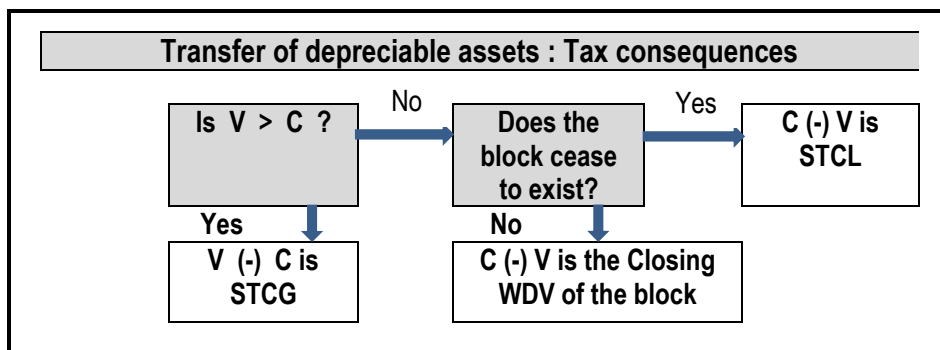 Transfer of depreciable assets : Tax consequences
Is V > C ?
No
Does the
block cease
to exist?
Yes
C (-) V is
STCL
Yes
No
V (-) C is
STCG
C (-) V is the Closing
WDV of the block